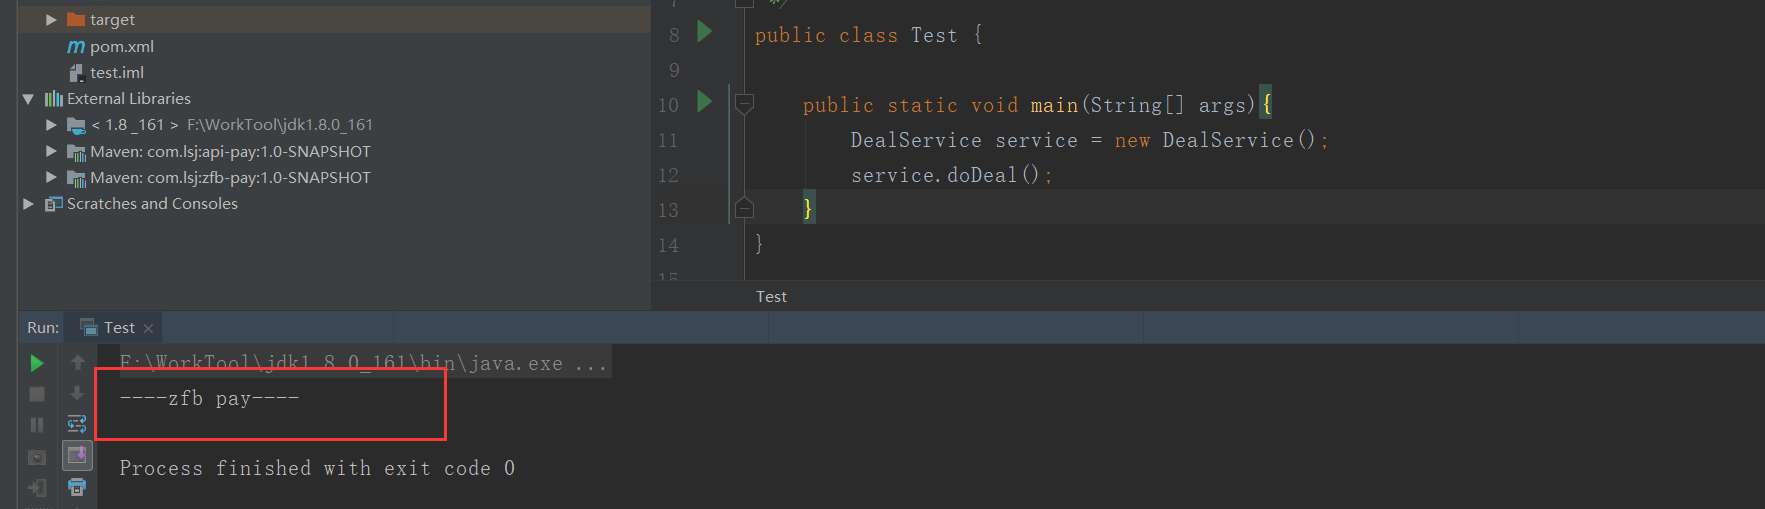 target
pom.xml
test.iml
External Libraries
< 1.8 _161 > F:\WorkTool\jdk1.8.0_161
Maven: com.lsj:api-pay:1.0-SNAPSHOT
Maven: com.lsj:zfb-pay:1.0-SNAPSHOT
Scratches and Consoles
7 */
8 public class Test {
9
10 public static void main(String[] args){
11 DealService service = new DealService();
12 service.doDeal();
13 }
14 }
15
Test
Run: Test
F:\WorkTool\jdk1.8.0_161\bin\java.exe ...
----zfb pay----
Process finished with exit code 0